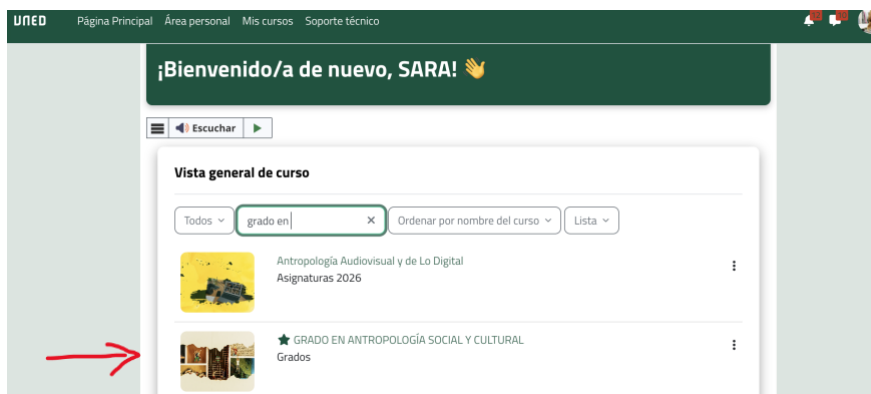 UNED Página Principal Área personal Mis cursos Soporte técnico
¡Bienvenido/a de nuevo, SARA! 👋
Escuchar
Vista general de curso
Todos grado en Ordenar por nombre del curso Lista
Antropología Audiovisual y de Lo Digital
Asignaturas 2026
GRADO EN ANTROPOLOGÍA SOCIAL Y CULTURAL
Grados